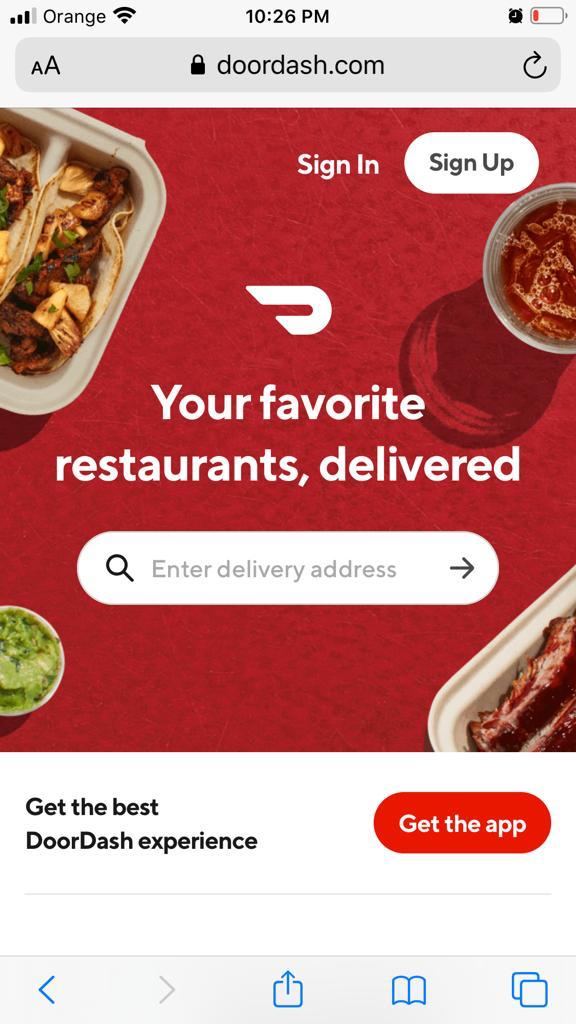 Orange 10:26 PM
AA doordash.com
Sign In Sign Up
Your favorite
restaurants, delivered
Enter delivery address
Get the best
DoorDash experience
Get the app